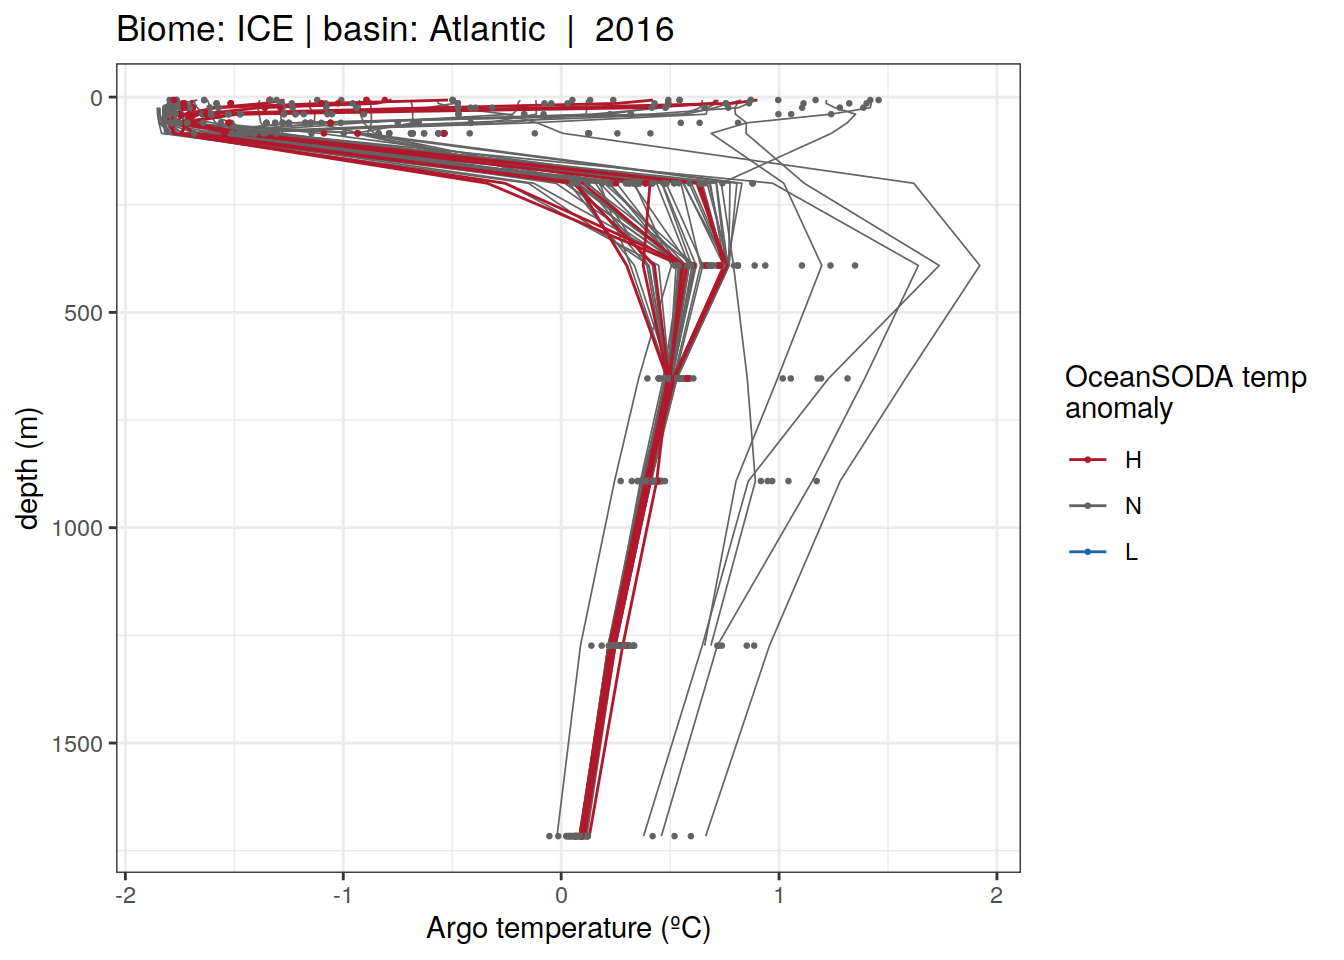 Biome: ICE | basin: Atlantic  |  2016
0
500
1000
1500
depth (m)
-2
-1
0
1
2
Argo temperature (ºC)
OceanSODA temp
anomaly
H
N
L